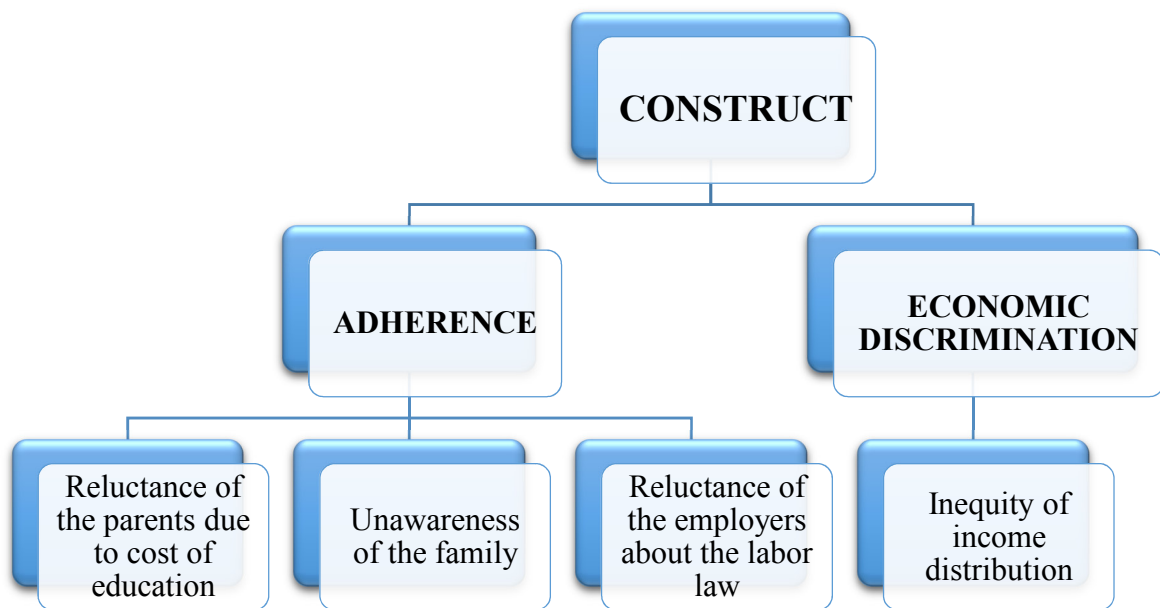 CONSTRUCT
ADHERENCE
ECONOMIC
DISCRIMINATION
Reluctance of
the parents due
to cost of
education
Unawareness
of the family
Reluctance of
the employers
about the labor
law
Inequity of
income
distribution